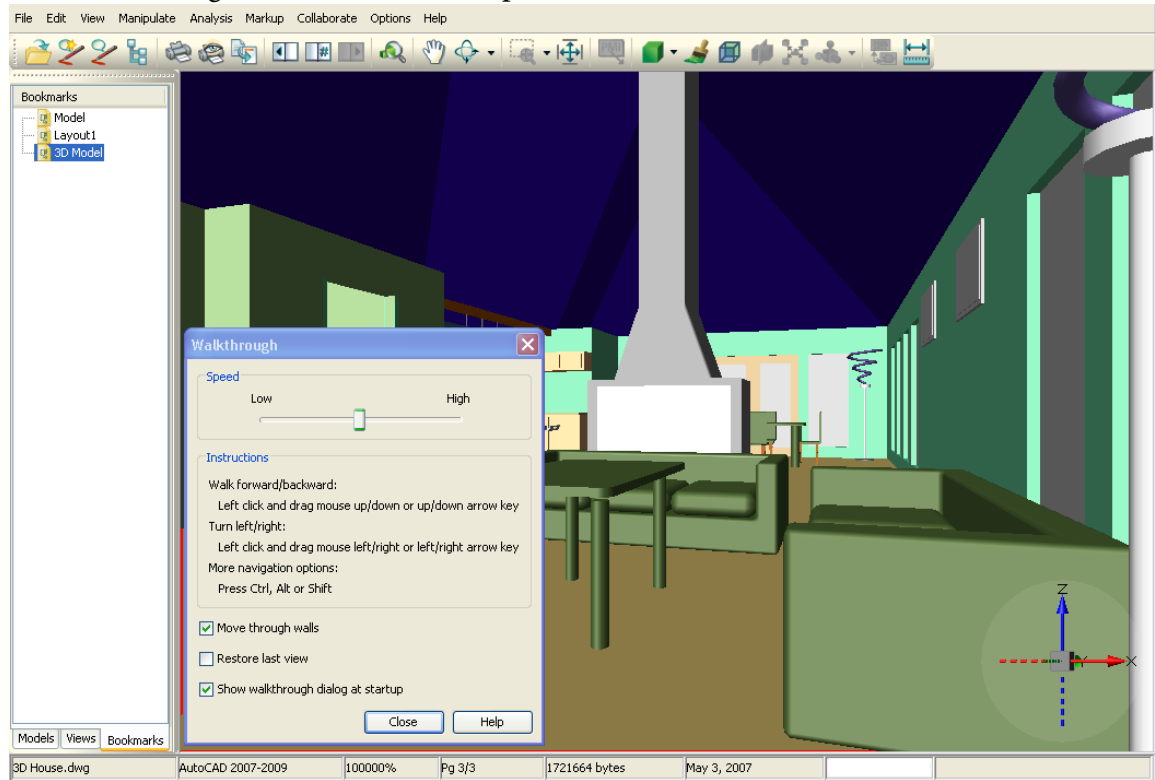 File Edit View Manipulate Analysis Markup Collaborate Options Help
#
PMI
Bookmarks
Model
Layout1
3D Model
Walkthrough
Speed
Low High
Instructions
Walk forward/backward:
Left click and drag mouse up/down or up/down arrow key
Turn left/right:
Left click and drag mouse left/right or left/right arrow key
More navigation options:
Press Ctrl, Alt or Shift
Move through walls
Restore last view
Show walkthrough dialog at startup
Close Help
Z
Y X
Models Views Bookmarks
3D House.dwg AutoCAD 2007-2009 100000% Pg 3/3 1721664 bytes May 3, 2007